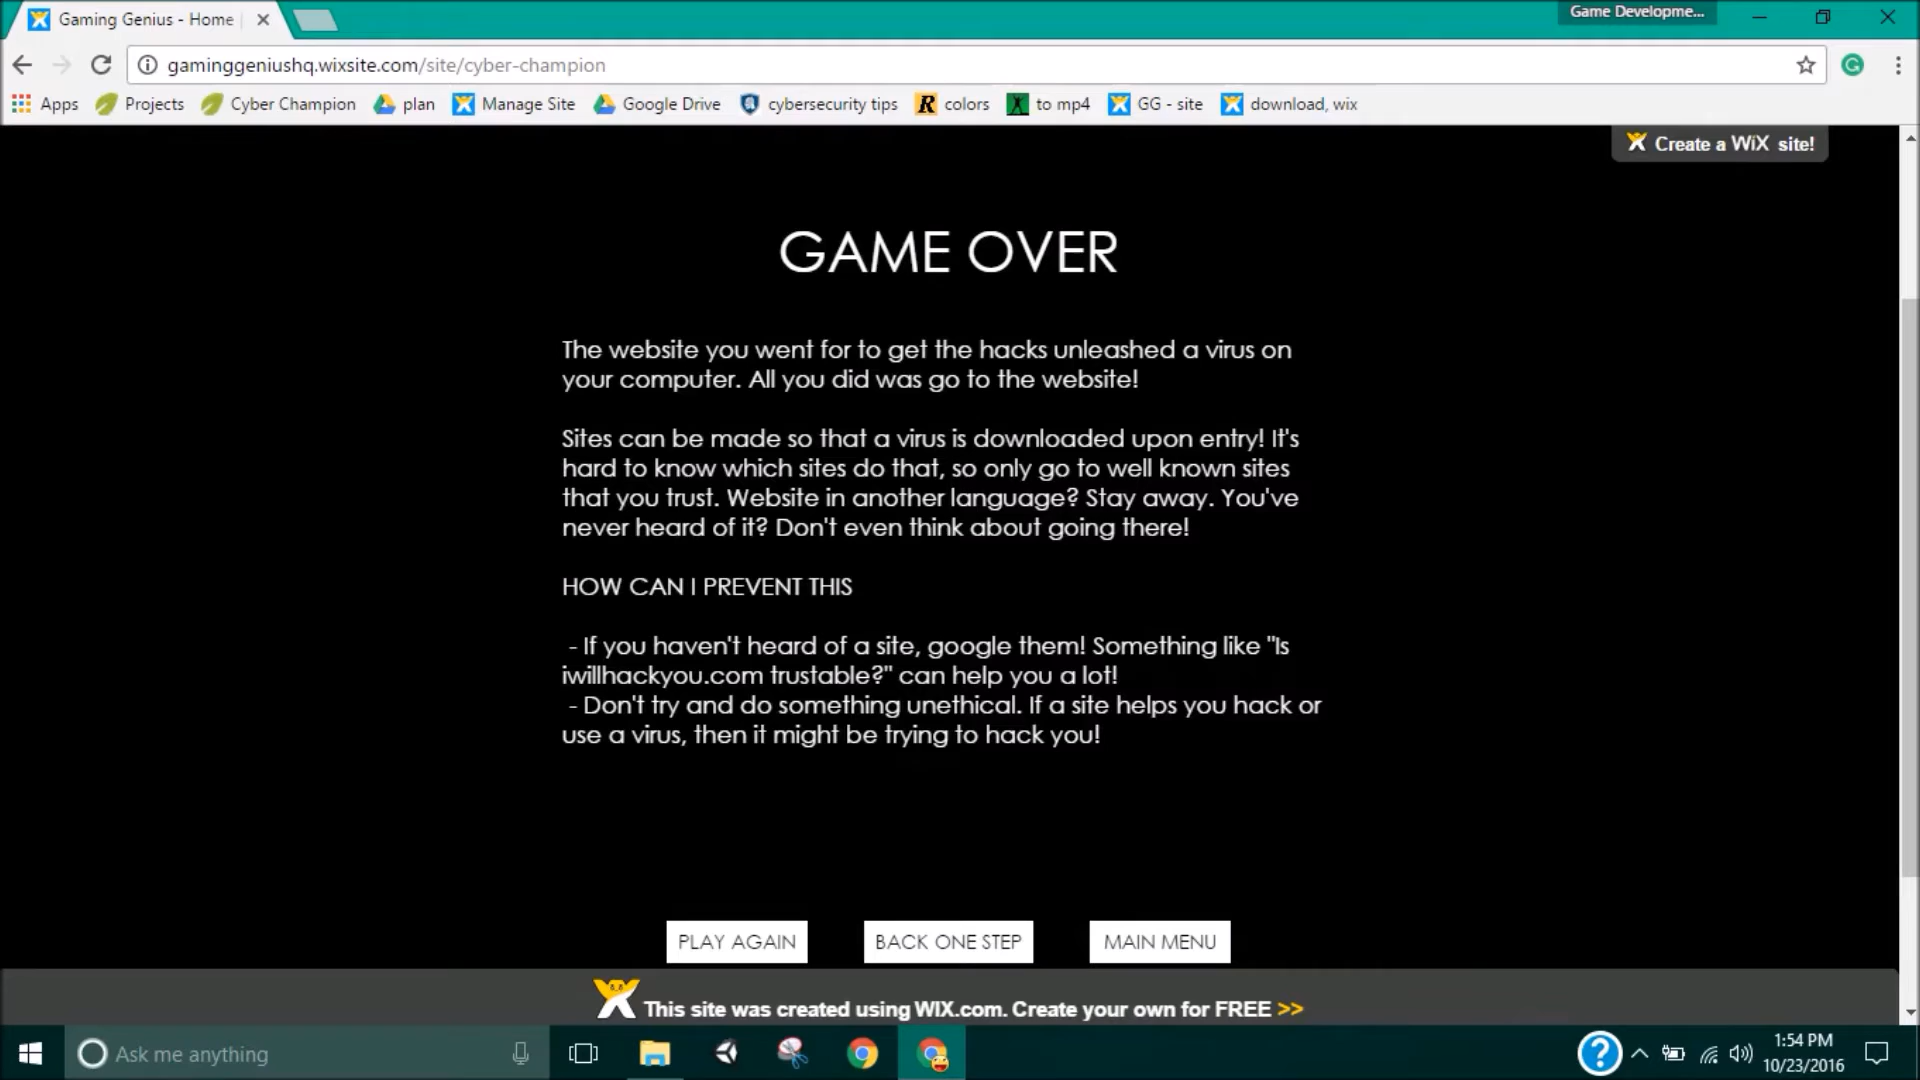 Gaming Genius - Home
Game Developme...
gaminggeniushq.wixsite.com/site/cyber-champion
Apps Projects Cyber Champion plan Manage Site Google Drive cybersecurity tips colors to mp4 GG - site download, wix
Create a WiX site!
GAME OVER
The website you went for to get the hacks unleashed a virus on
your computer. All you did was go to the website!
Sites can be made so that a virus is downloaded upon entry! It's
hard to know which sites do that, so only go to well known sites
that you trust. Website in another language? Stay away. You've
never heard of it? Don't even think about going there!
HOW CAN I PREVENT THIS
- If you haven't heard of a site, google them! Something like "Is
iwillhackyou.com trustable?" can help you a lot!
- Don't try and do something unethical. If a site helps you hack or
use a virus, then it might be trying to hack you!
PLAY AGAIN BACK ONE STEP MAIN MENU
This site was created using WIX.com. Create your own for FREE >>
Ask me anything
1:54 PM
10/23/2016